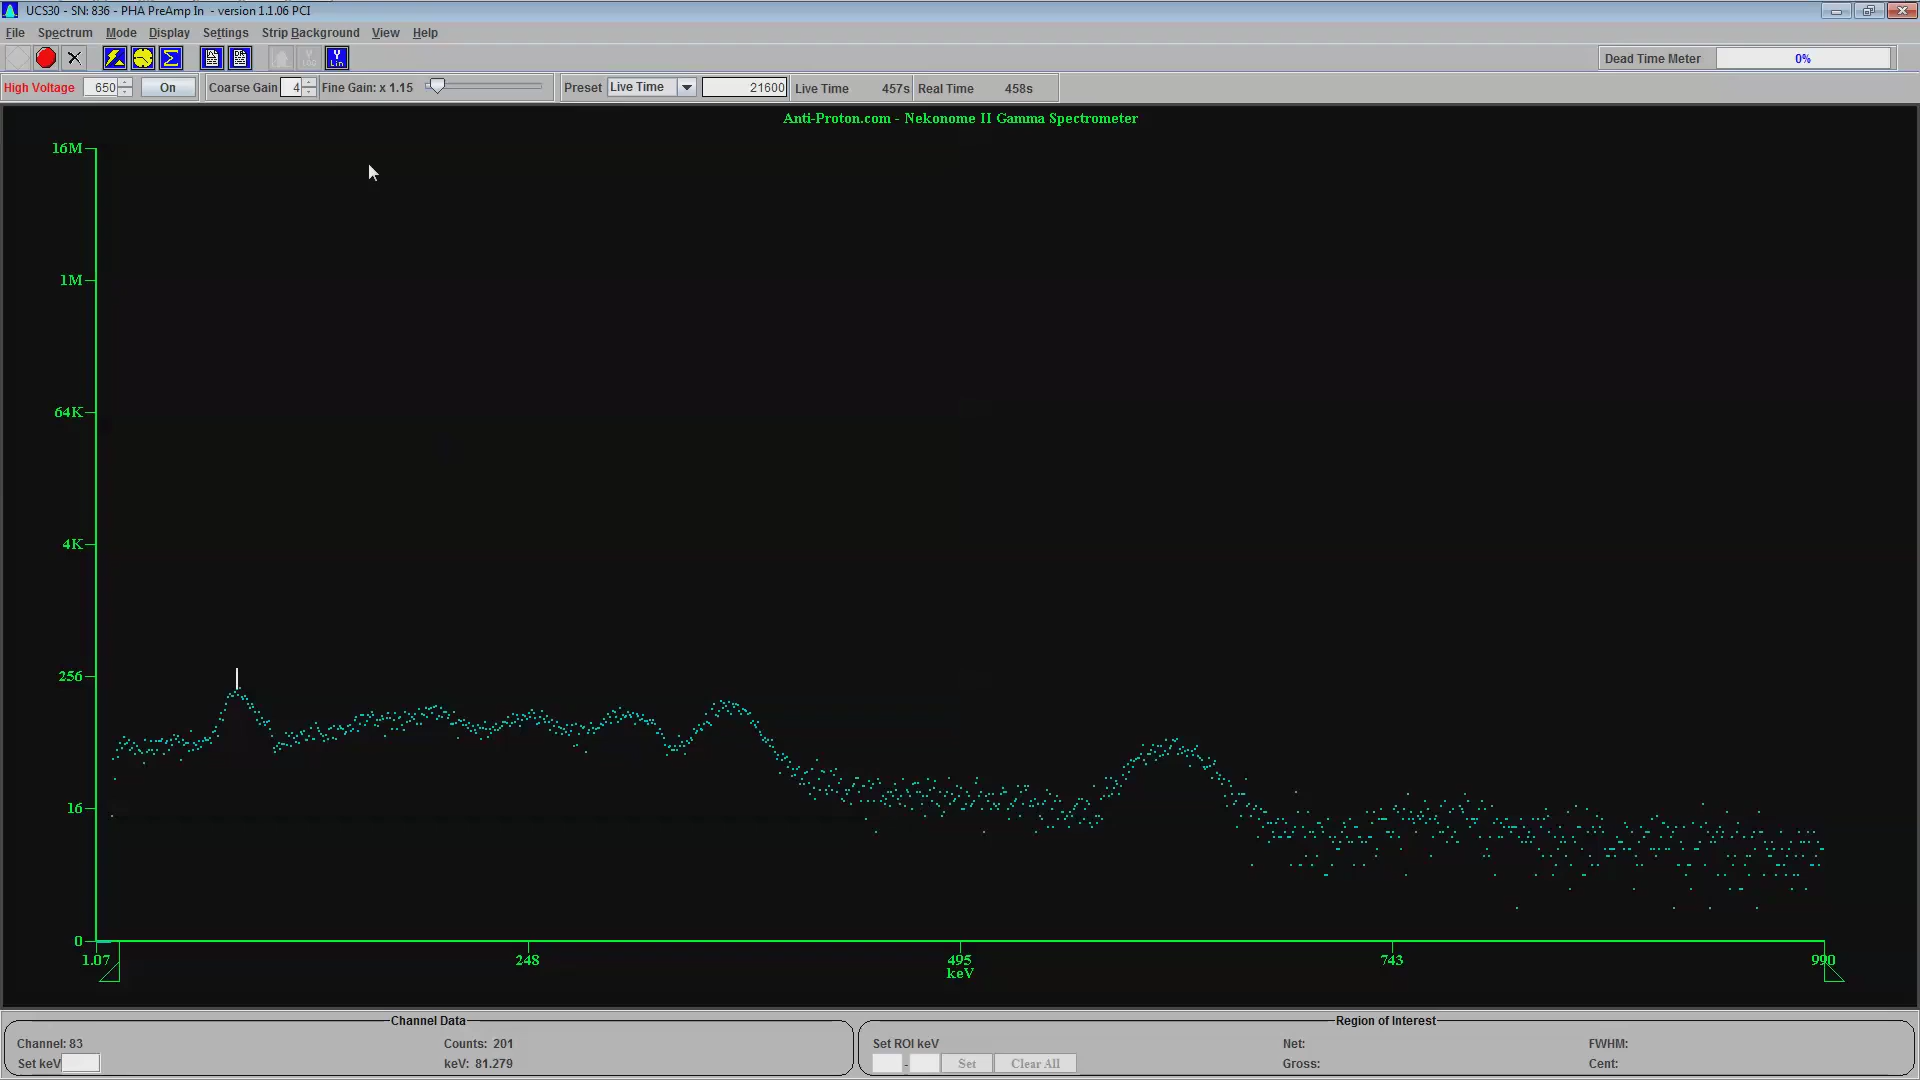 UCS30 - SN: 836 - PHA PreAmp In - version 1.1.06 PCI
File Spectrum Mode Display Settings Strip Background View Help
Y Lin
Dead Time Meter 0%
High Voltage 650 On Coarse Gain 4 Fine Gain: x 1.15 Preset Live Time 21600 Live Time 457s Real Time 458s
Anti-Proton.com - Nekonome II Gamma Spectrometer
16M
1M
64K
4K
256
16
0
1.07 248 495 743 990
keV
Channel Data Region of Interest
Channel: 83 Counts: 201 Set ROI keV Net: FWHM:
Set keV keV: 81.279 - Set Clear All Gross: Cent: